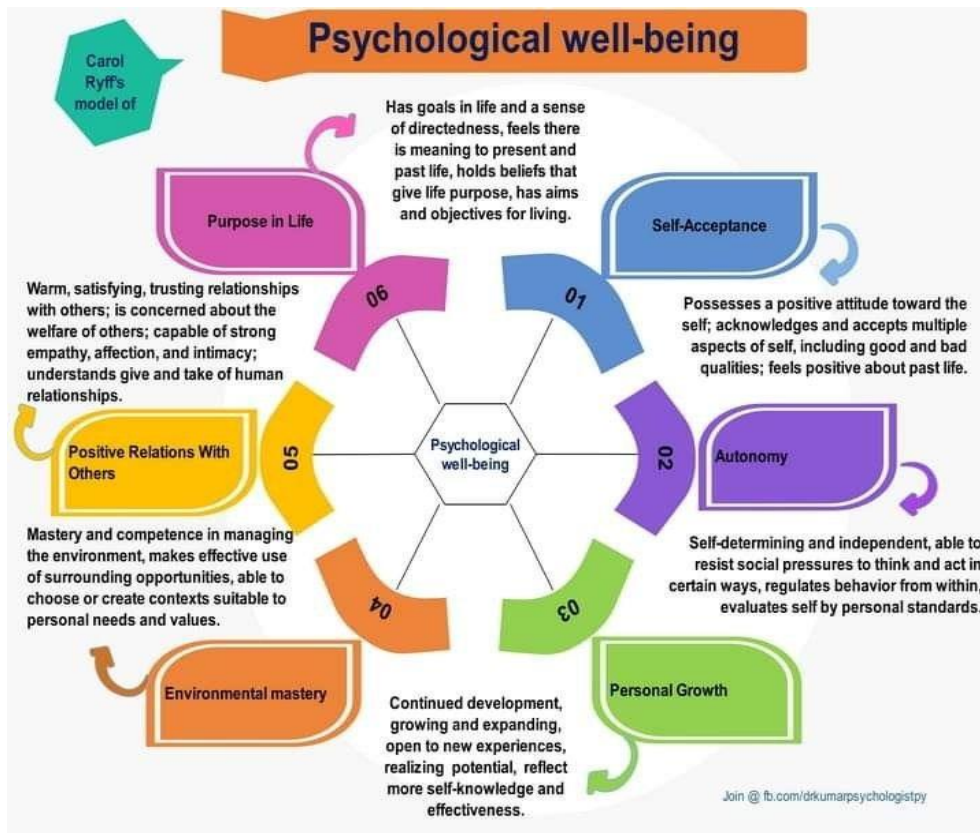 Carol
Ryff's
model of
Psychological well-being
Has goals in life and a sense
of directedness, feels there
is meaning to present and
past life, holds beliefs that
give life purpose, has aims
and objectives for living.
Purpose in Life
06
Self-Acceptance
01
Possesses a positive attitude toward the
self; acknowledges and accepts multiple
aspects of self, including good and bad
qualities; feels positive about past life.
Warm, satisfying, trusting relationships
with others; is concerned about the
welfare of others; capable of strong
empathy, affection, and intimacy;
understands give and take of human
relationships.
Positive Relations With
Others
05
Psychological
well-being
02
Autonomy
Self-determining and independent, able to
resist social pressures to think and act in
certain ways, regulates behavior from within,
evaluates self by personal standards.
Mastery and competence in managing
the environment, makes effective use
of surrounding opportunities, able to
choose or create contexts suitable to
personal needs and values.
04
Environmental mastery
03
Personal Growth
Continued development,
growing and expanding,
open to new experiences,
realizing potential, reflect
more self-knowledge and
effectiveness.
Join @ fb.com/drkumarpsychologistpy